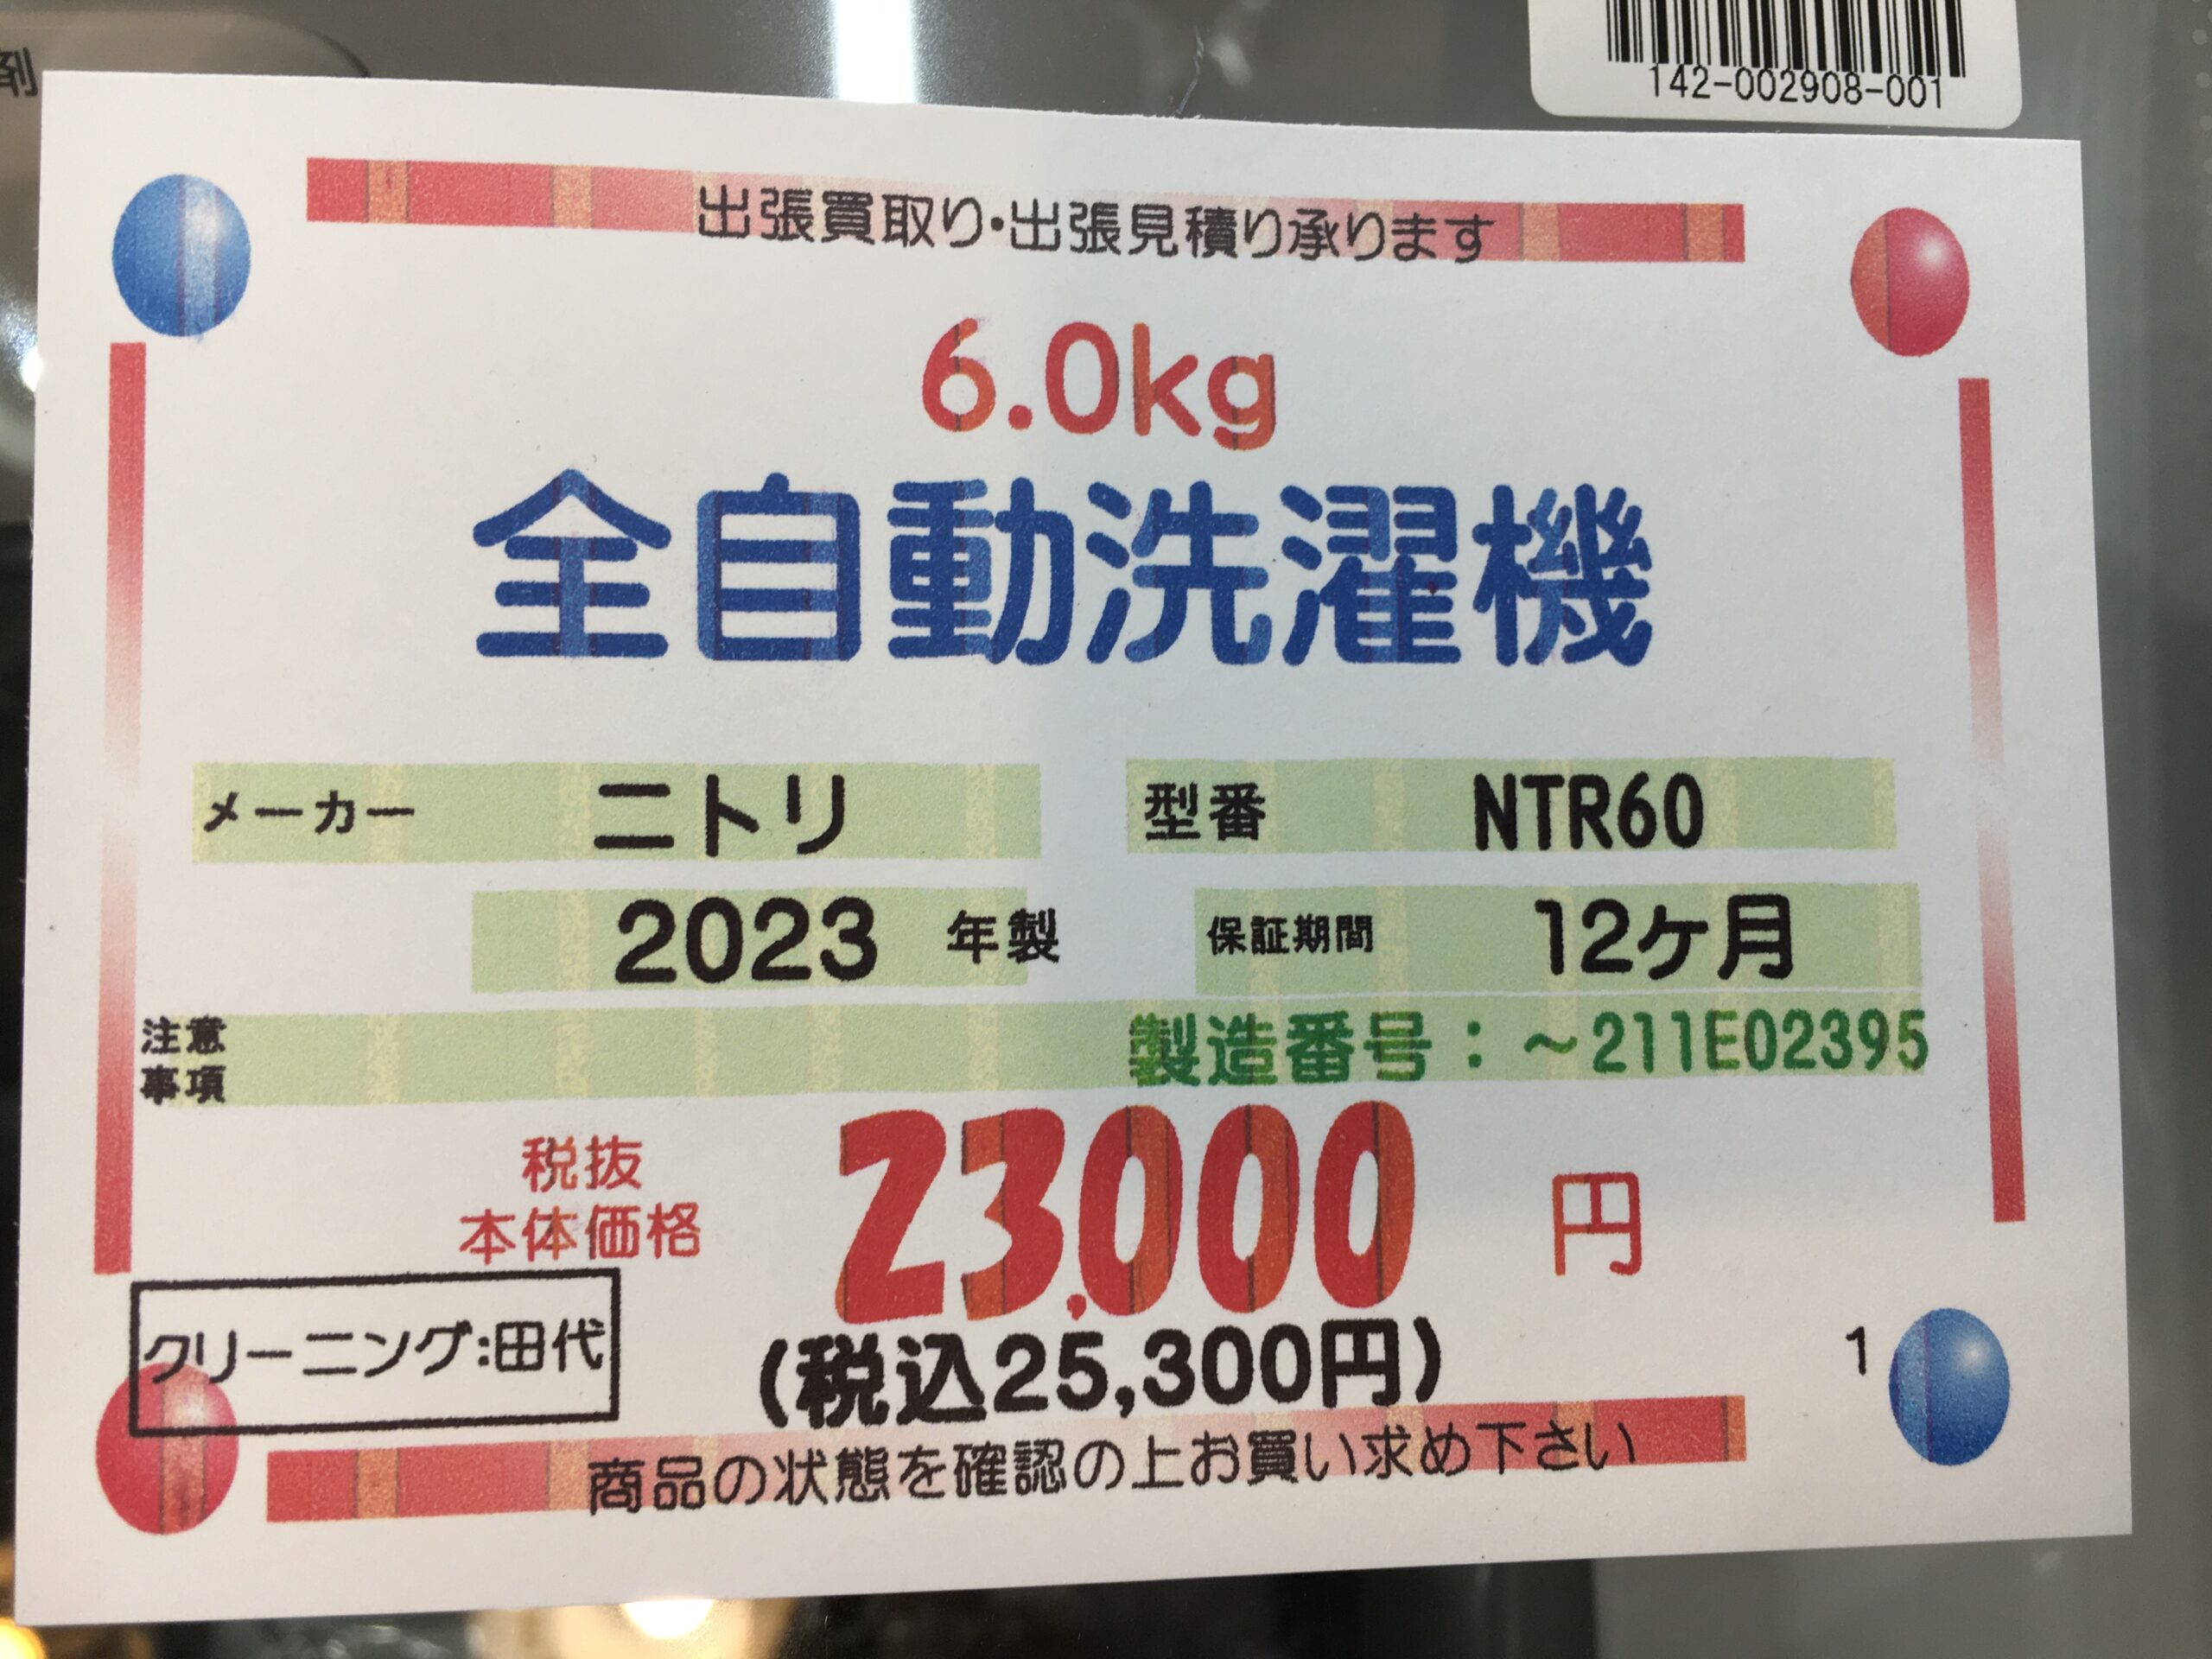 剤
142-002908-001
出張買取り・出張見積り承ります
6.0kg
全自動洗濯機
メーカー ニトリ 型番 NTR60
2023 年製 保証期間 12ケ月
注意事項 製造番号：～211E02395
税抜
本体価格 23,000 円
クリーニング:田代
(税込25,300円) 1
商品の状態を確認の上お買い求め下さい